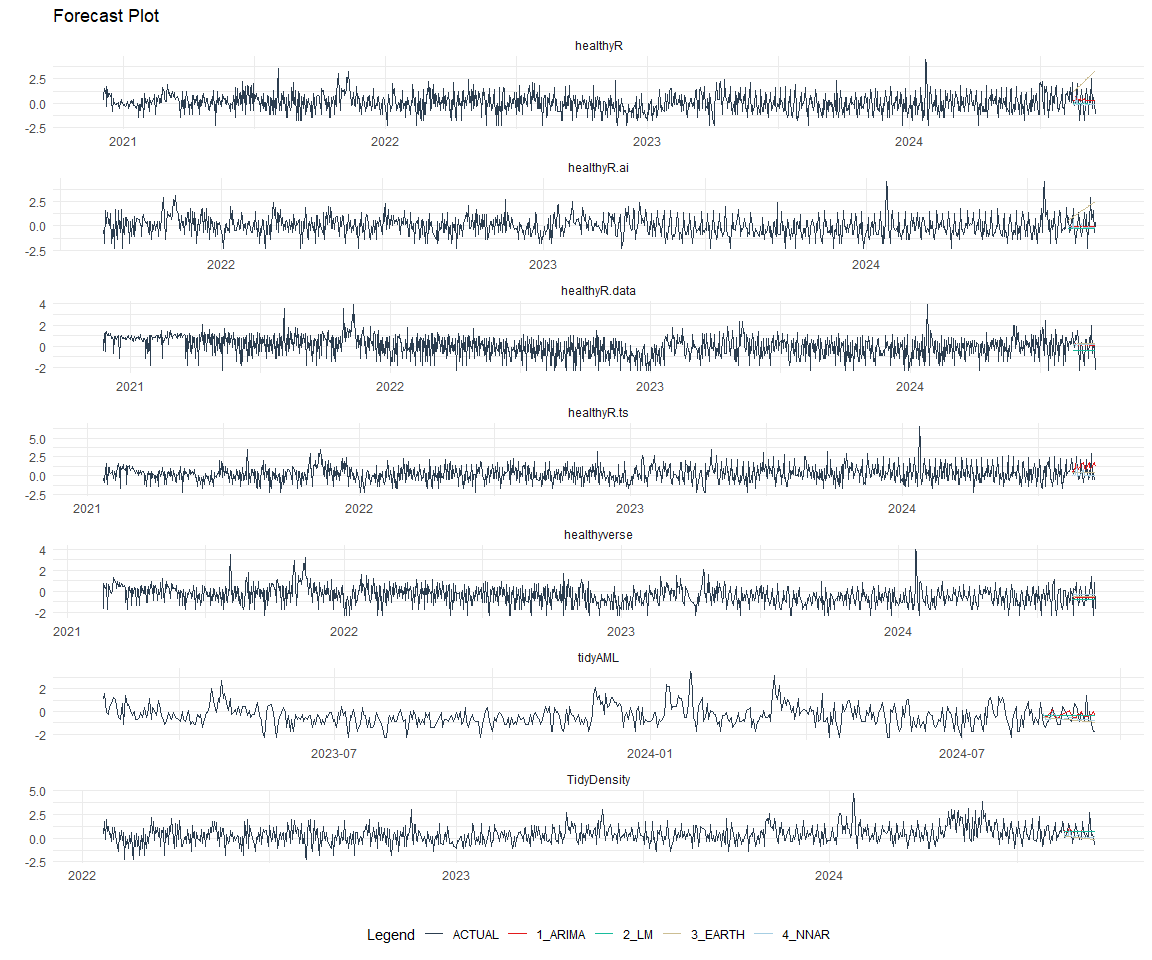 Forecast Plot
healthyR
2.5
0.0
-2.5
2021 2022 2023 2024
healthyR.ai
2.5
0.0
-2.5
2022 2023 2024
healthyR.data
4
2
0
-2
2021 2022 2023 2024
healthyR.ts
5.0
2.5
0.0
-2.5
2021 2022 2023 2024
healthyverse
4
2
0
-2
2021 2022 2023 2024
tidyAML
2
0
-2
2023-07 2024-01 2024-07
TidyDensity
5.0
2.5
0.0
-2.5
2022 2023 2024
Legend ACTUAL 1_ARIMA 2_LM 3_EARTH 4_NNAR